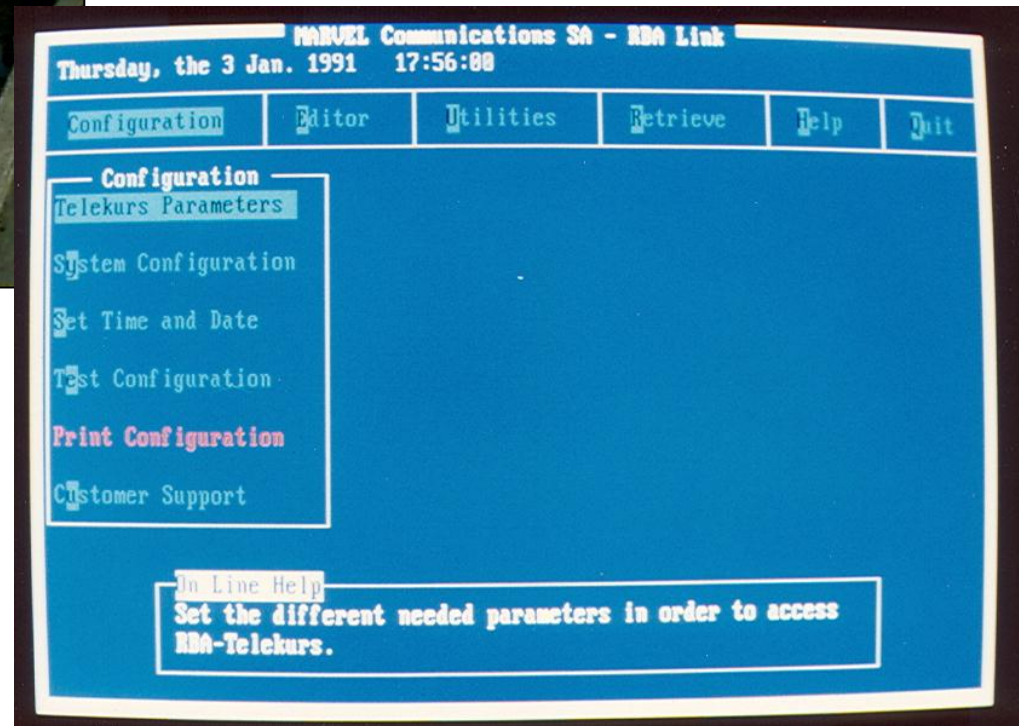 MARVEL Communications SA - RBA Link
Thursday, the 3 Jan. 1991 17:56:00
Configuration Editor Utilities Retrieve Help Quit
Configuration
Telekurs Parameters
System Configuration
Set Time and Date
Test Configuration
Print Configuration
Customer Support
On Line Help
Set the different needed parameters in order to access
RBA-Telekurs.